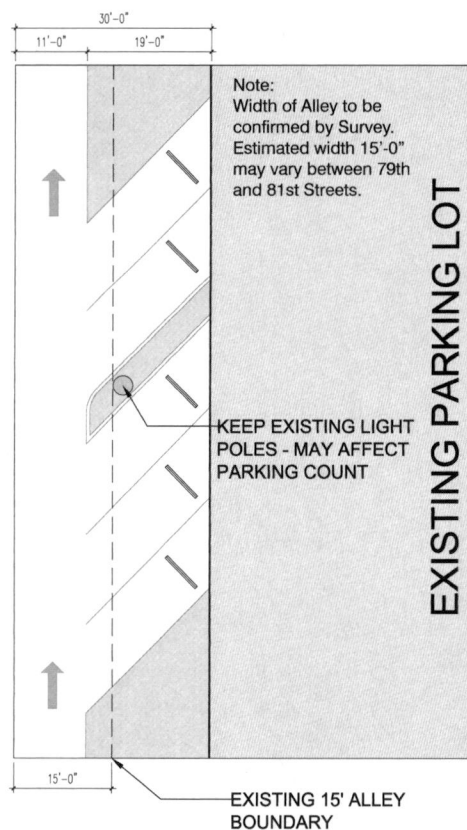 30'-0"
11'-0"
19'-0"
Note:
Width of Alley to be
confirmed by Survey.
Estimated width 15'-0"
may vary between 79th
and 81st Streets.
EXISTING PARKING LOT
KEEP EXISTING LIGHT
POLES - MAY AFFECT
PARKING COUNT
15'-0"
EXISTING 15' ALLEY
BOUNDARY